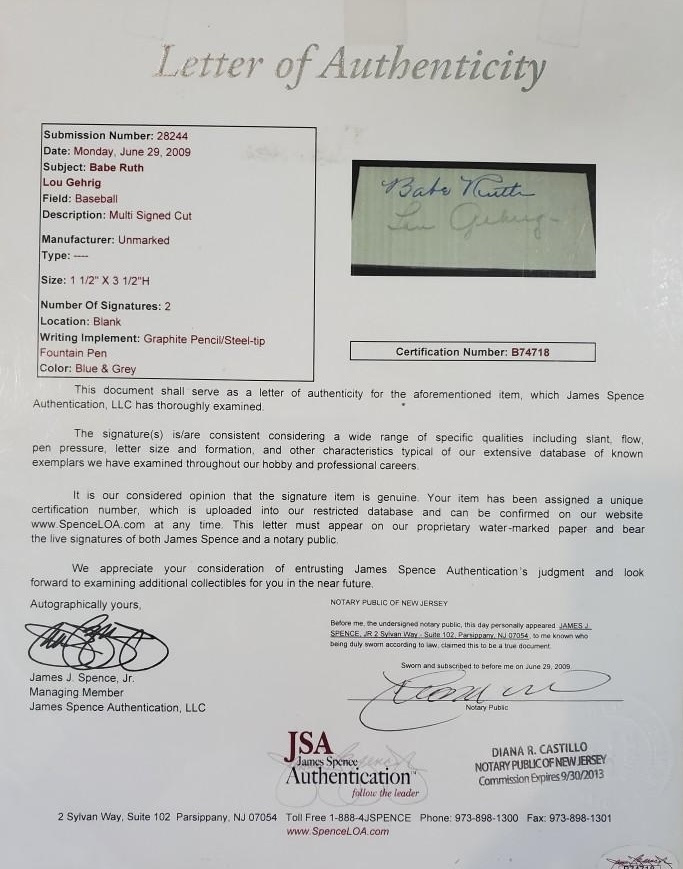 Letter of Authenticity
Submission Number: 28244
Date: Monday, June 29, 2009
Subject: Babe Ruth
Lou Gehrig
Field: Baseball
Description: Multi Signed Cut
Manufacturer: Unmarked
Type: ----
Size: 1 1/2" X 3 1/2"H
Number Of Signatures: 2
Location: Blank
Writing Implement: Graphite Pencil/Steel-tip
Fountain Pen
Color: Blue & Grey
Babe Ruth
Lou Gehrig
Certification Number: B74718
This document shall serve as a letter of authenticity for the aforementioned item, which James Spence
Authentication, LLC has thoroughly examined.
The signature(s) is/are consistent considering a wide range of specific qualities including slant, flow,
pen pressure, letter size and formation, and other characteristics typical of our extensive database of known
exemplars we have examined throughout our hobby and professional careers.
It is our considered opinion that the signature item is genuine. Your item has been assigned a unique
certification number, which is uploaded into our restricted database and can be confirmed on our website
www.SpenceLOA.com at any time. This letter must appear on our proprietary water-marked paper and bear
the live signatures of both James Spence and a notary public.
We appreciate your consideration of entrusting James Spence Authentication's judgment and look
forward to examining additional collectibles for you in the near future.
Autographically yours,
James J. Spence, Jr.
Managing Member
James Spence Authentication, LLC
NOTARY PUBLIC OF NEW JERSEY
Before me, the undersigned notary public, this day personally appeared JAMES J.
SPENCE, JR 2 Sylvan Way - Suite 102, Parsippany, NJ 07054, to me known who
being duly sworn according to law, claimed this to be a true document.
Sworn and subscribed to before me on June 29, 2009
Notary Public
JSA
James Spence
Authentication
follow the leader
DIANA R. CASTILLO
NOTARY PUBLIC OF NEW JERSEY
Commission Expires 9/30/2013
2 Sylvan Way, Suite 102 Parsippany, NJ 07054 Toll Free 1-888-4JSPENCE Phone: 973-898-1300 Fax: 973-898-1301
www.SpenceLOA.com